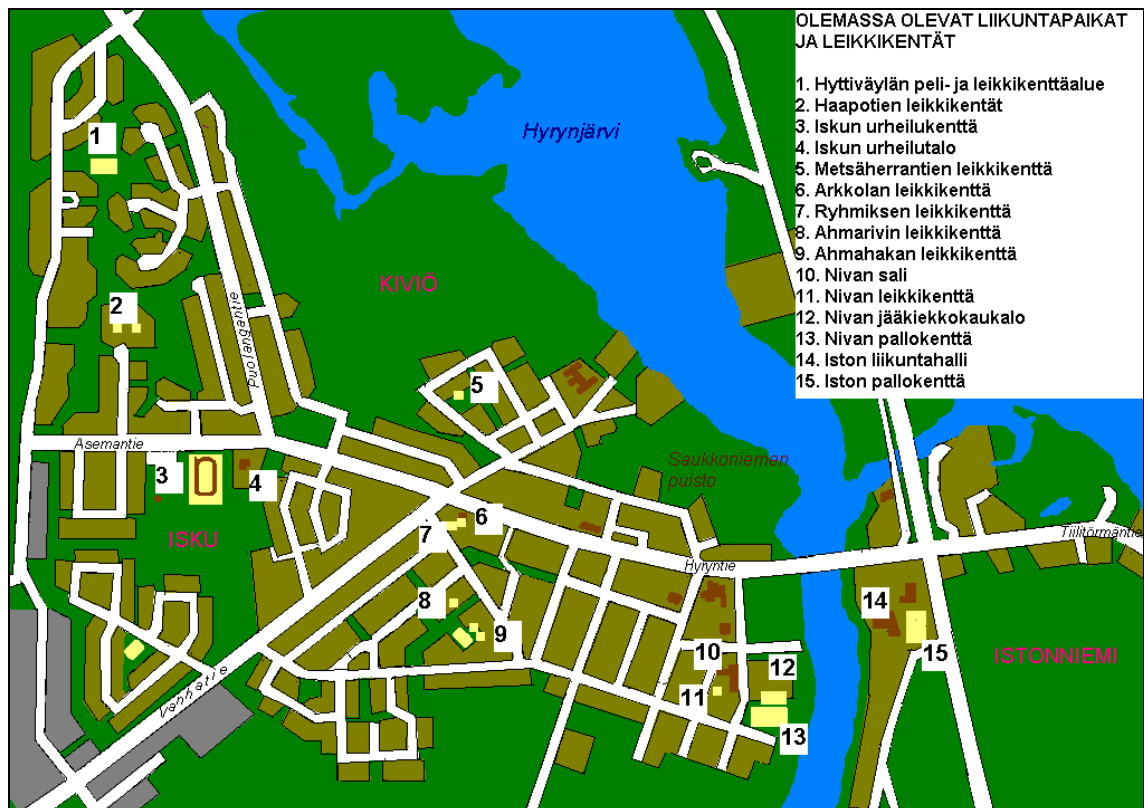 OLEMASSA OLEVAT LIIKUNTAPAIKAT
JA LEIKKIKENTÄT
1. Hyttiväylän peli- ja leikkikenttäalue
2. Haapotien leikkikentät
3. Iskun urheilukenttä
4. Iskun urheilutalo
5. Metsäherrantien leikkikenttä
6. Arkkolan leikkikenttä
7. Ryhmiksen leikkikenttä
8. Ahmarivin leikkikenttä
9. Ahmahakan leikkikenttä
10. Nivan sali
11. Nivan leikkikenttä
12. Nivan jääkiekkokaukalo
13. Nivan pallokenttä
14. Iston liikuntahalli
15. Iston pallokenttä
Hyrynjärvi
1
KIVIÖ
2
Puolangantie
5
Asemantie
Saukkoniemen
puisto
3
4
6
7
ISKU
Tiilitörmäntie
Hyryntie
8
14
9
10
15
ISTONNIEMI
12
Vanhatie
11
13